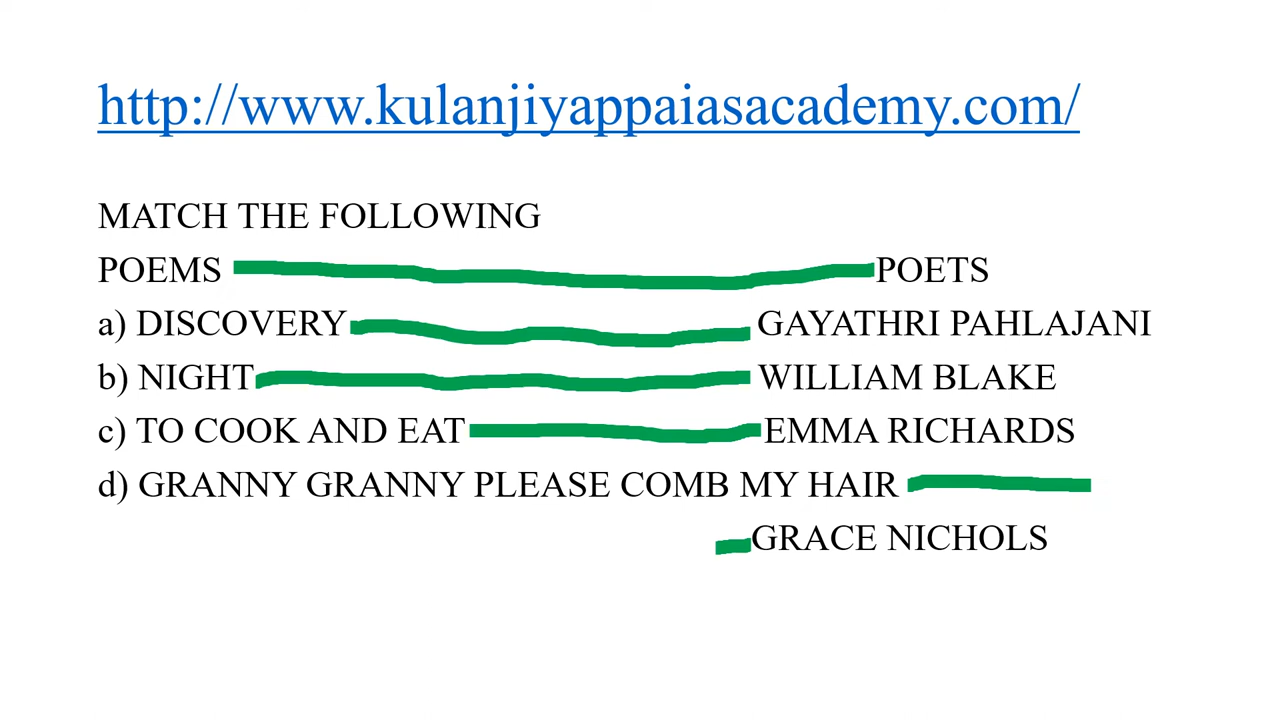 http://www.kulanjiyappaiasacademy.com/
MATCH THE FOLLOWING
POEMS POETS
a) DISCOVERY GAYATHRI PAHLAJANI
b) NIGHT WILLIAM BLAKE
c) TO COOK AND EAT EMMA RICHARDS
d) GRANNY GRANNY PLEASE COMB MY HAIR
GRACE NICHOLS